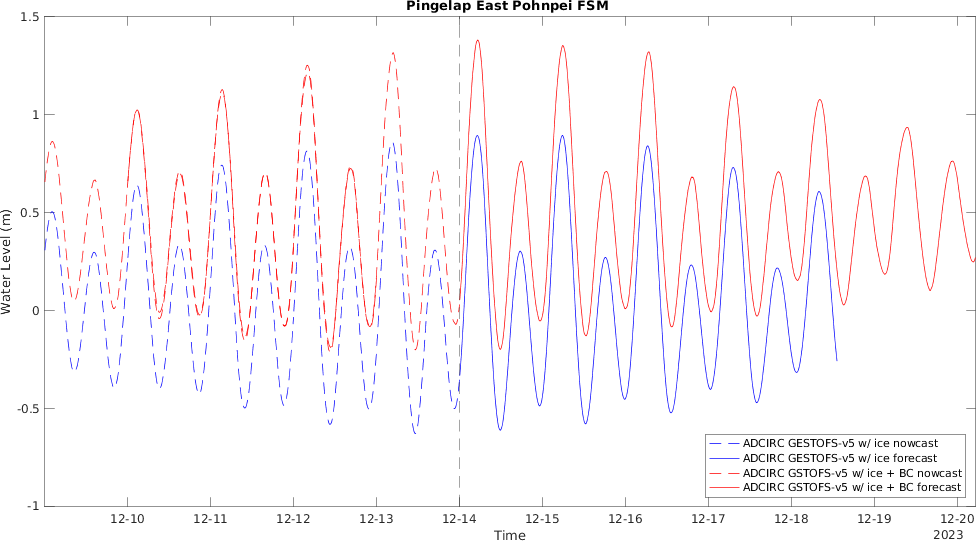 Pingelap East Pohnpei FSM
1.5
1
0.5
0
-0.5
-1
Water Level (m)
ADCIRC GESTOFS-v5 w/ ice nowcast
ADCIRC GESTOFS-v5 w/ ice forecast
ADCIRC GSTOFS-v5 w/ ice + BC nowcast
ADCIRC GSTOFS-v5 w/ ice + BC forecast
12-10 12-11 12-12 12-13 12-14 12-15 12-16 12-17 12-18 12-19 12-20
Time
2023